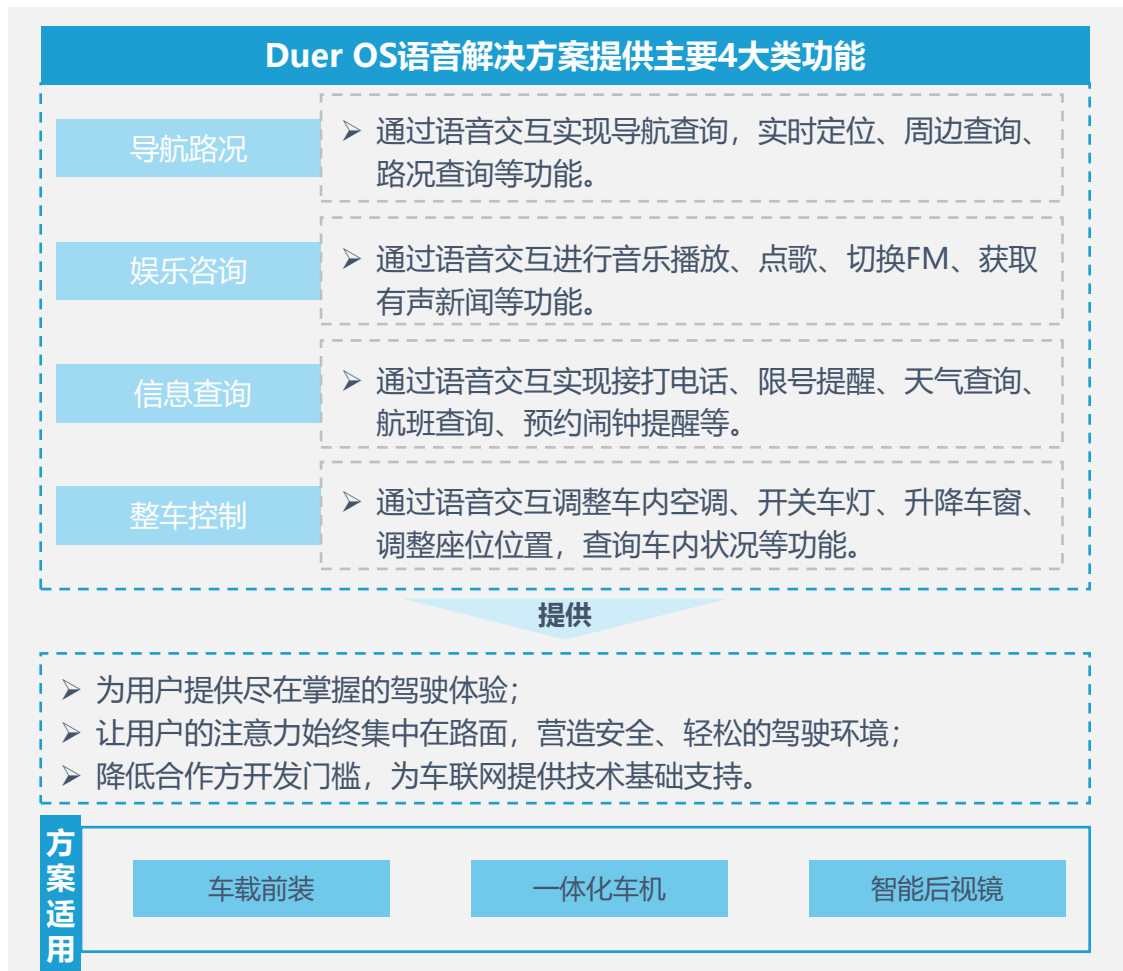 Duer OS语音解决方案提供主要4大类功能
导航路况
➢ 通过语音交互实现导航查询，实时定位、周边查询、
路况查询等功能。
娱乐咨询
➢ 通过语音交互进行音乐播放、点歌、切换FM、获取
有声新闻等功能。
信息查询
➢ 通过语音交互实现接打电话、限号提醒、天气查询、
航班查询、预约闹钟提醒等。
整车控制
➢ 通过语音交互调整车内空调、开关车灯、升降车窗、
调整座位位置，查询车内状况等功能。
提供
➢ 为用户提供尽在掌握的驾驶体验；
➢ 让用户的注意力始终集中在路面，营造安全、轻松的驾驶环境；
➢ 降低合作方开发门槛，为车联网提供技术基础支持。
方案适用
车载前装
一体化车机
智能后视镜